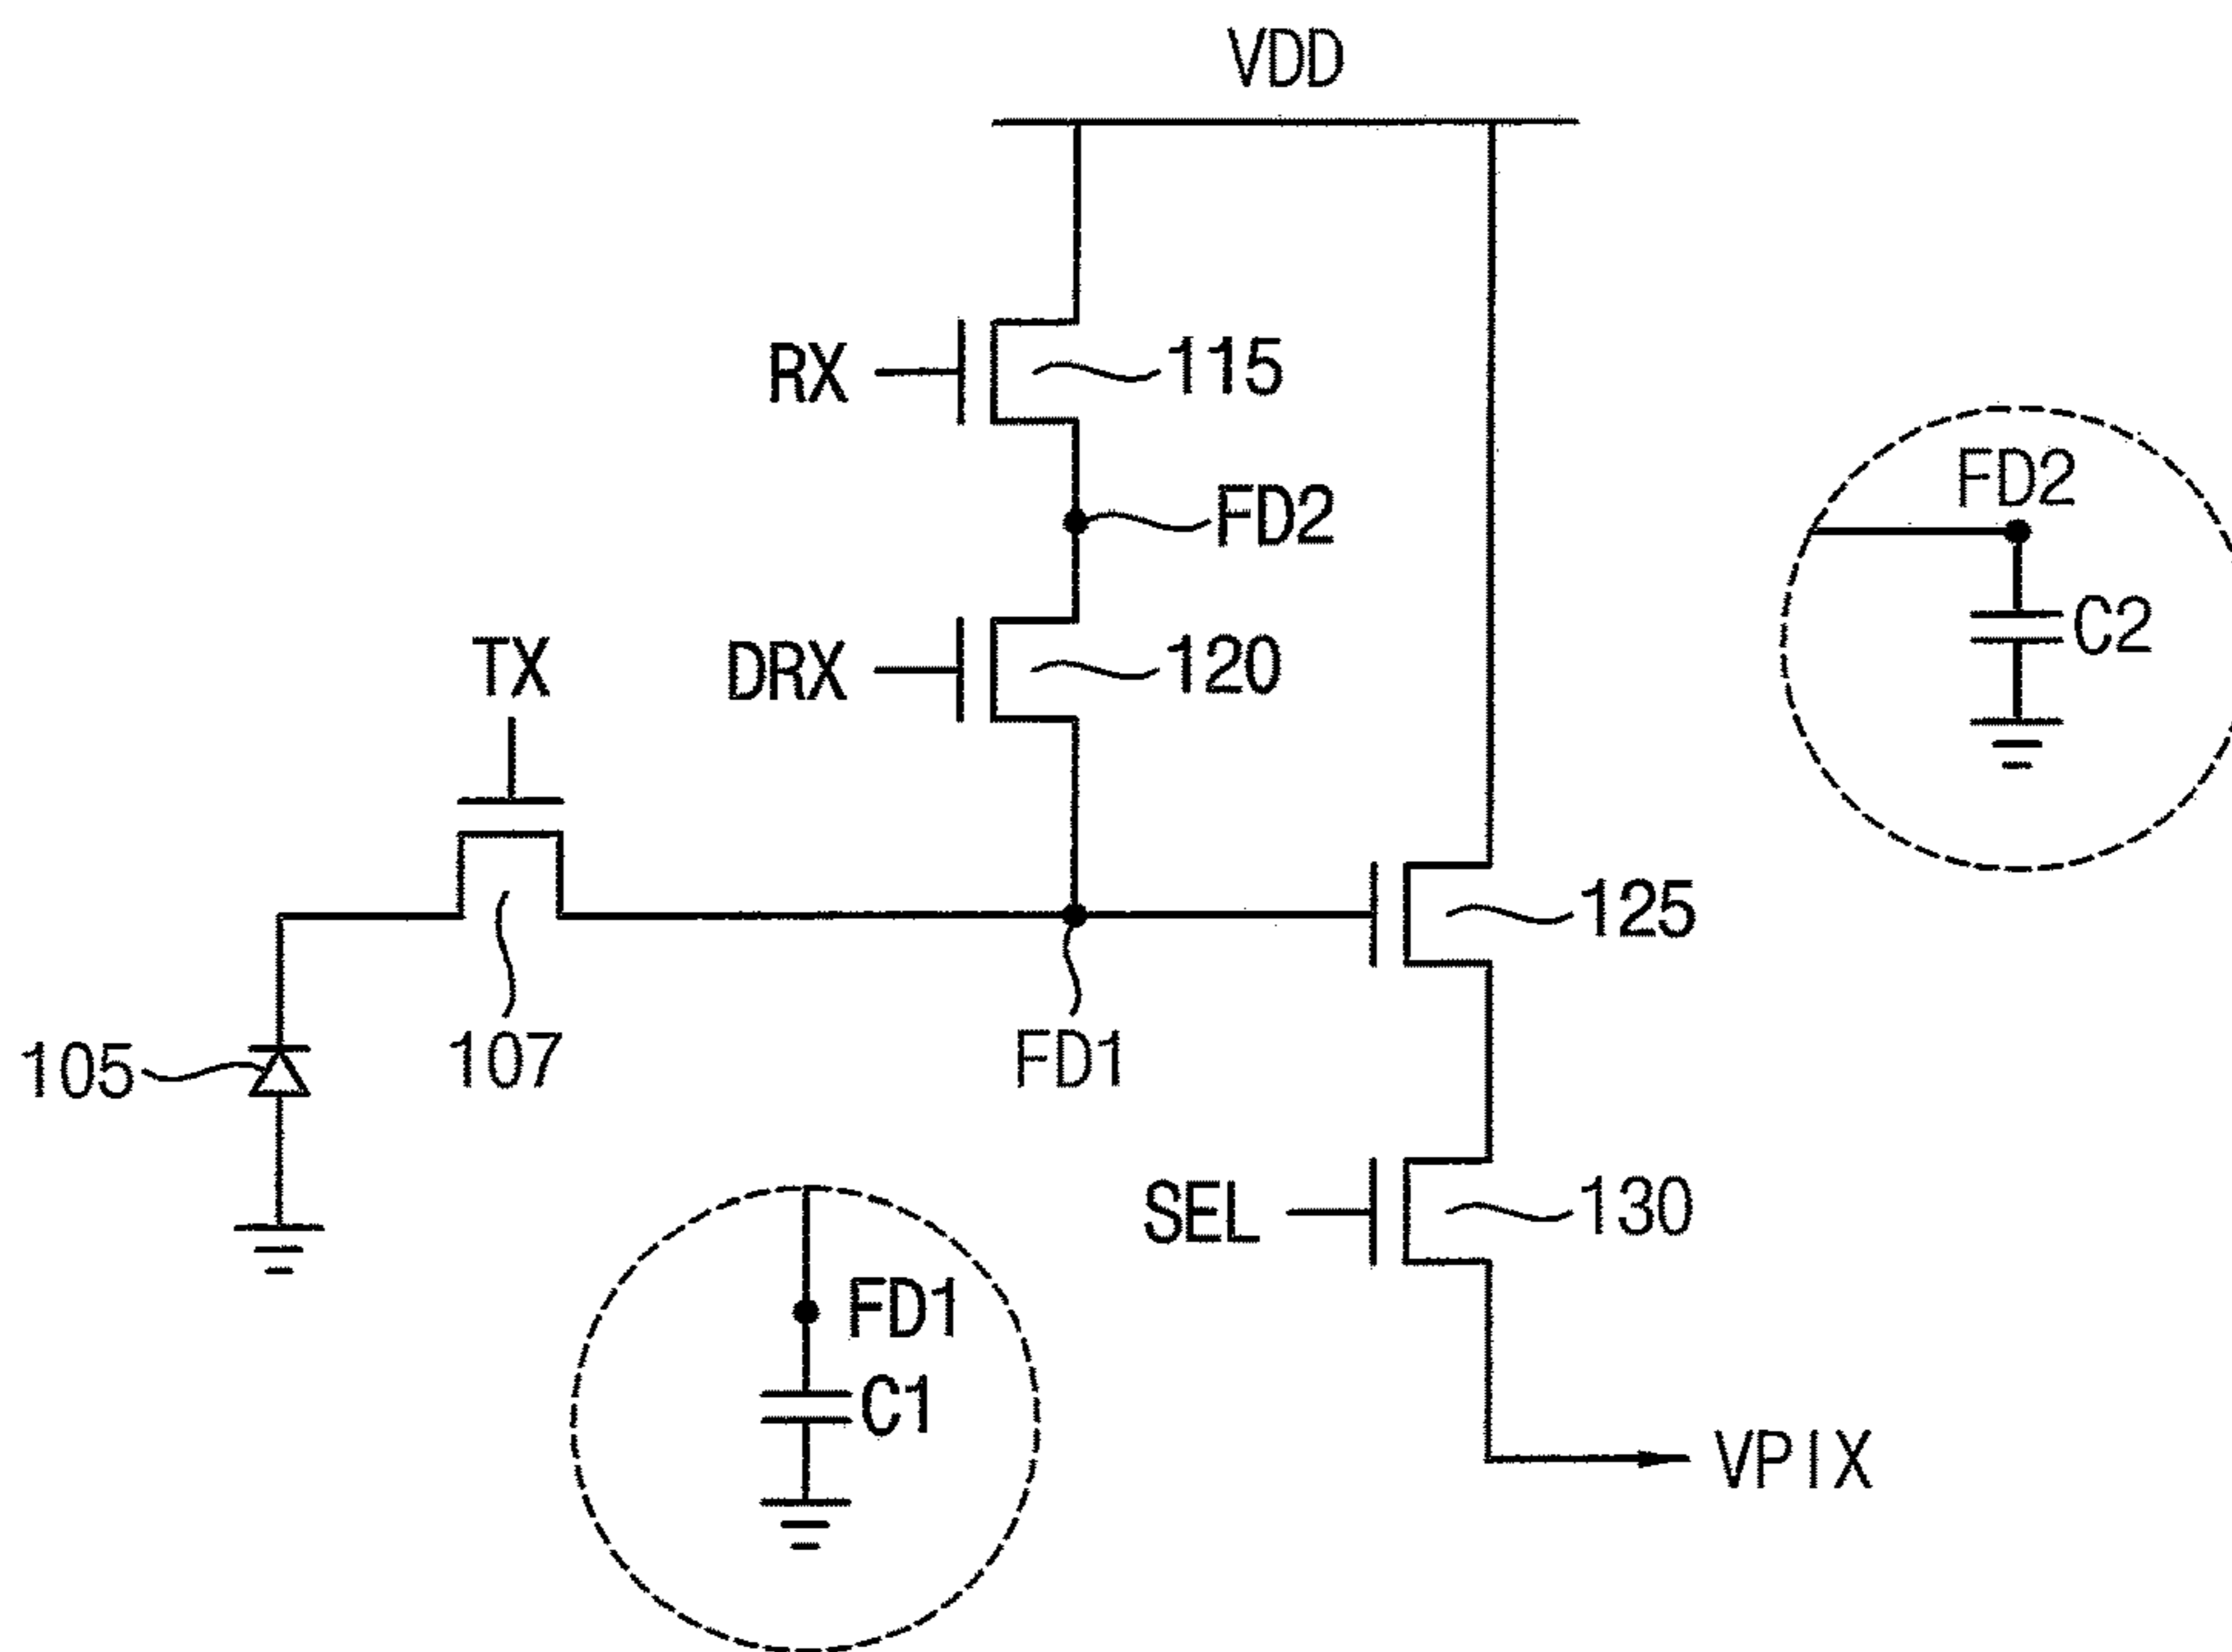 VDD
RX
115
FD2
FD2
C2
TX
DRX
120
125
105
107
FD1
SEL
130
FD1
C1
VPIX